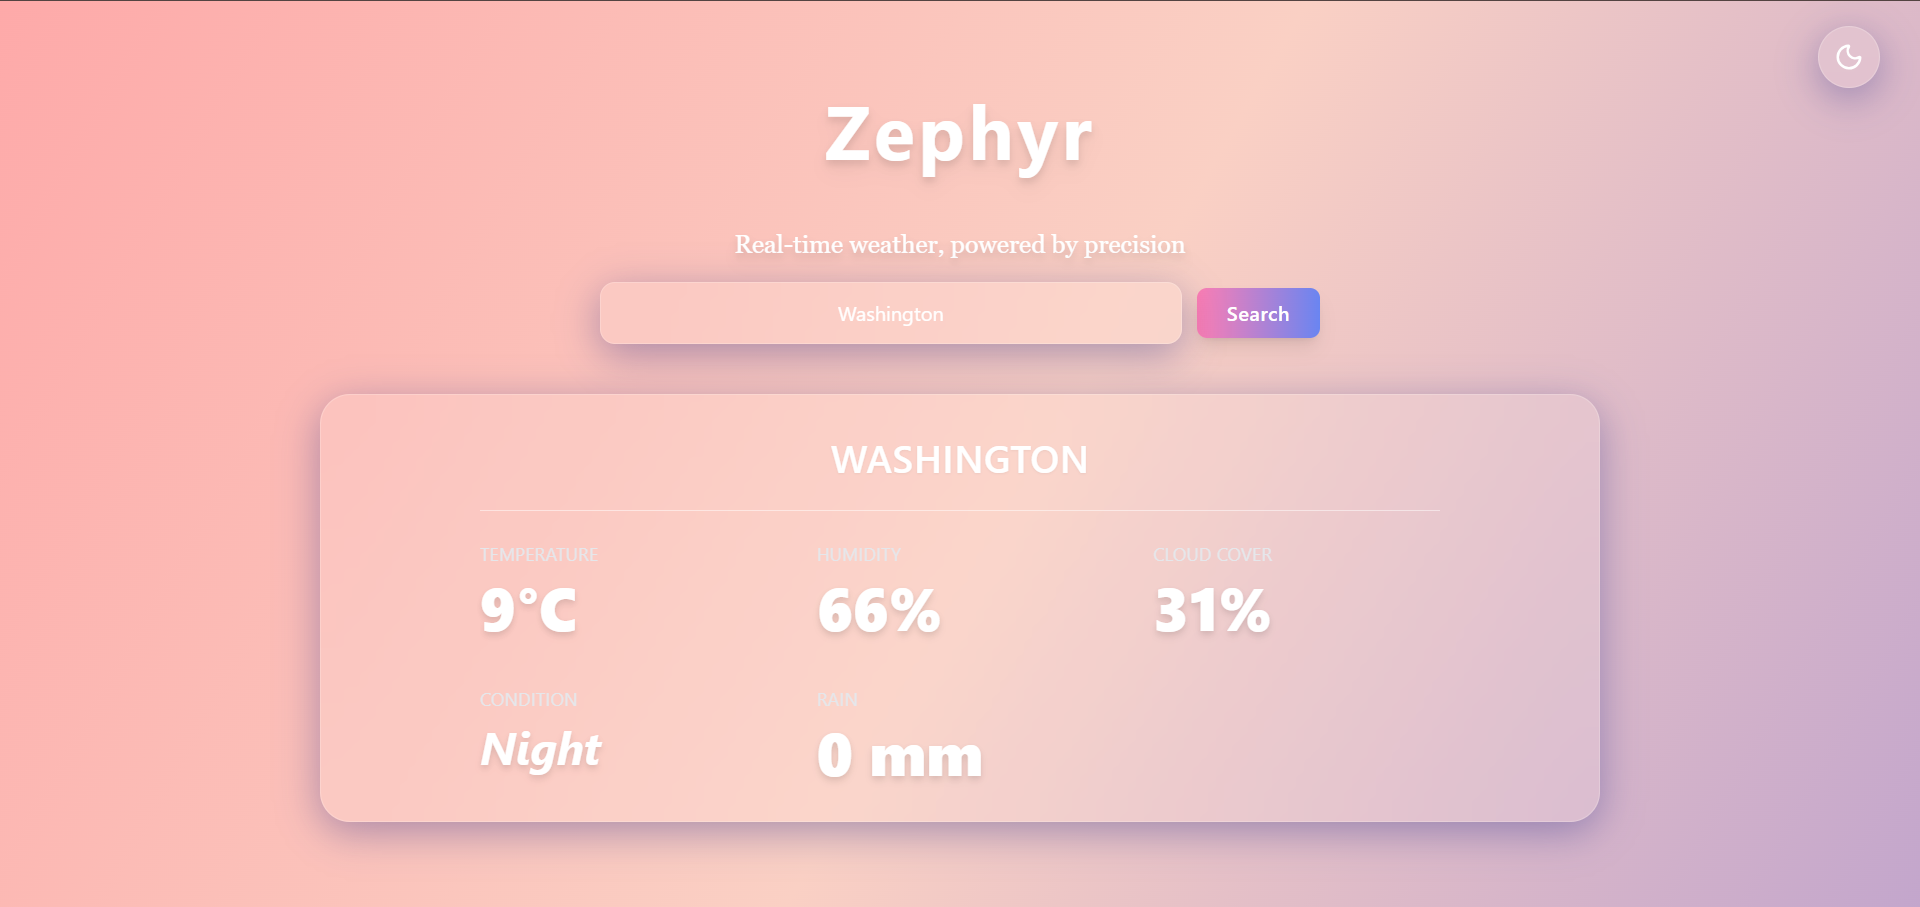 Zephyr
Real-time weather, powered by precision
Washington
Search
WASHINGTON
TEMPERATURE
9°C
HUMIDITY
66%
CLOUD COVER
31%
CONDITION
Night
RAIN
0 mm